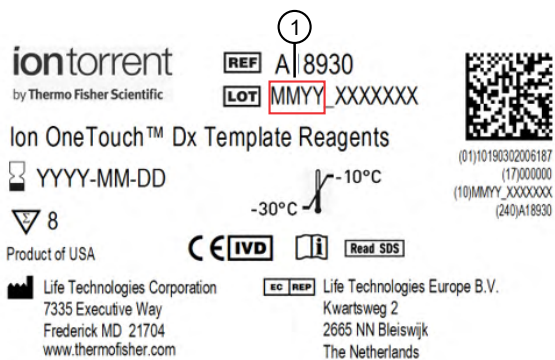 1
iontorrent
by Thermo Fisher Scientific
REF A18930
LOT MMYY_XXXXXXX
Ion OneTouch™ Dx Template Reagents
(01)10190302006187
(17)000000
(10)MMYY_XXXXXXX
(240)A18930
YYYY-MM-DD
-10°C
-30°C
Σ 8
Product of USA
CE IVD i Read SDS
Life Technologies Corporation
7335 Executive Way
Frederick MD 21704
www.thermofisher.com
EC REP Life Technologies Europe B.V.
Kwartsweg 2
2665 NN Bleiswijk
The Netherlands